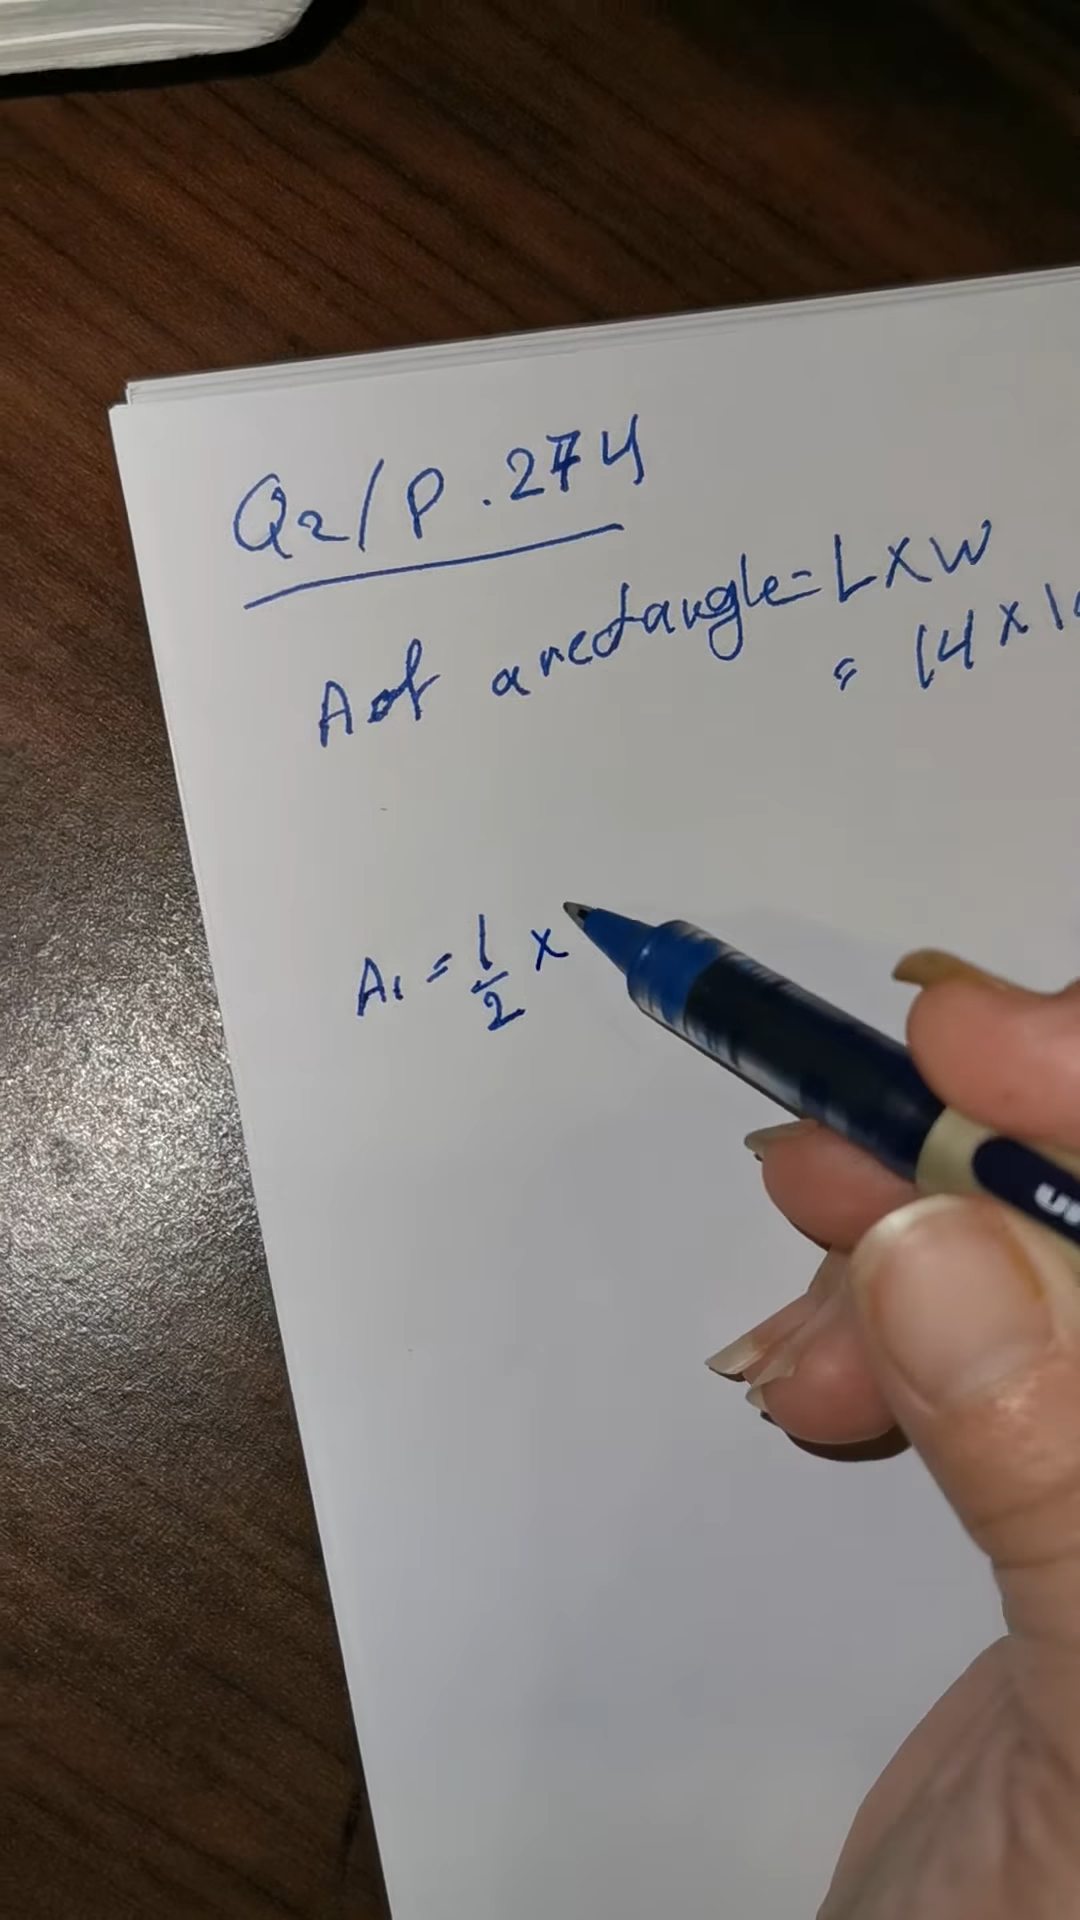 Q2/P.274
A of a rectangle = L x W
= 14 x 1
A1 = 1/2 x